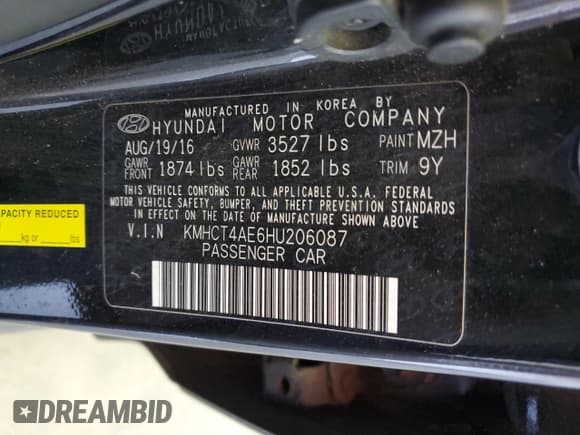 MANUFACTURED IN KOREA BY
HYUNDAI MOTOR COMPANY
AUG/19/16 GVWR 3527 lbs PAINT MZH
GAWR FRONT 1874 lbs GAWR REAR 1852 lbs TRIM 9Y
THIS VEHICLE CONFORMS TO ALL APPLICABLE U.S.A. FEDERAL
MOTOR VEHICLE SAFETY, BUMPER, AND THEFT PREVENTION STANDARDS
IN EFFECT ON THE DATE OF MANUFACTURE SHOWN ABOVE.
V.I.N KMHCT4AE6HU206087
PASSENGER CAR
CAPACITY REDUCED
kg or lbs
DREAMBID